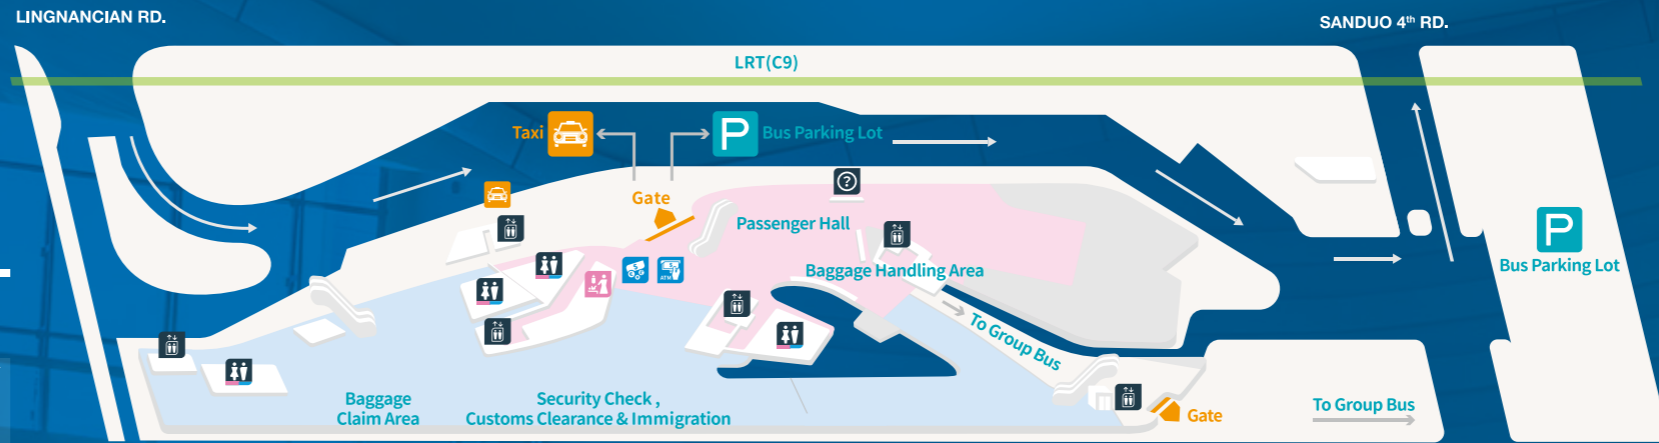 LINGNANCIAN RD.
SANDUO 4th RD.
LRT(C9)
Taxi
P
Bus Parking Lot
Gate
?
Passenger Hall
P
Bus Parking Lot
ATM
Baggage Handling Area
To Group Bus
Baggage
Claim Area
Security Check ,
Customs Clearance & Immigration
Gate
To Group Bus